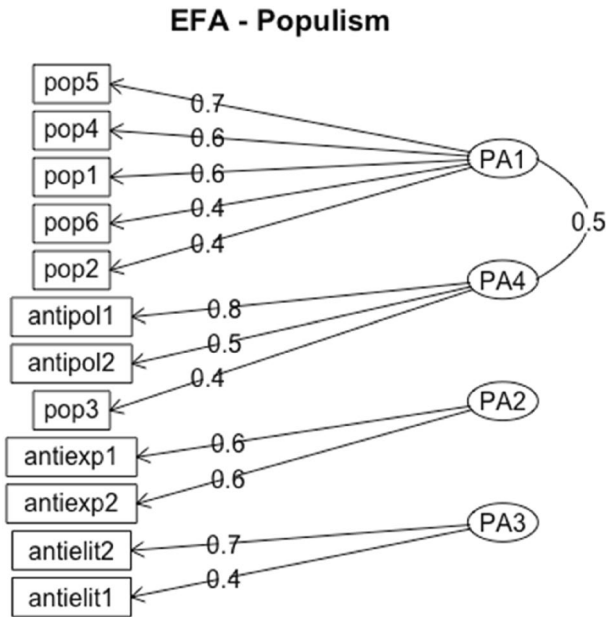 EFA - Populism
pop5
0.7
pop4
0.6
PA1
pop1
0.6
pop6
0.4
0.5
pop2
0.4
PA4
antipol1
0.8
antipol2
0.5
pop3
0.4
PA2
antiexp1
0.6
antiexp2
0.6
PA3
antielit2
0.7
antielit1
0.4